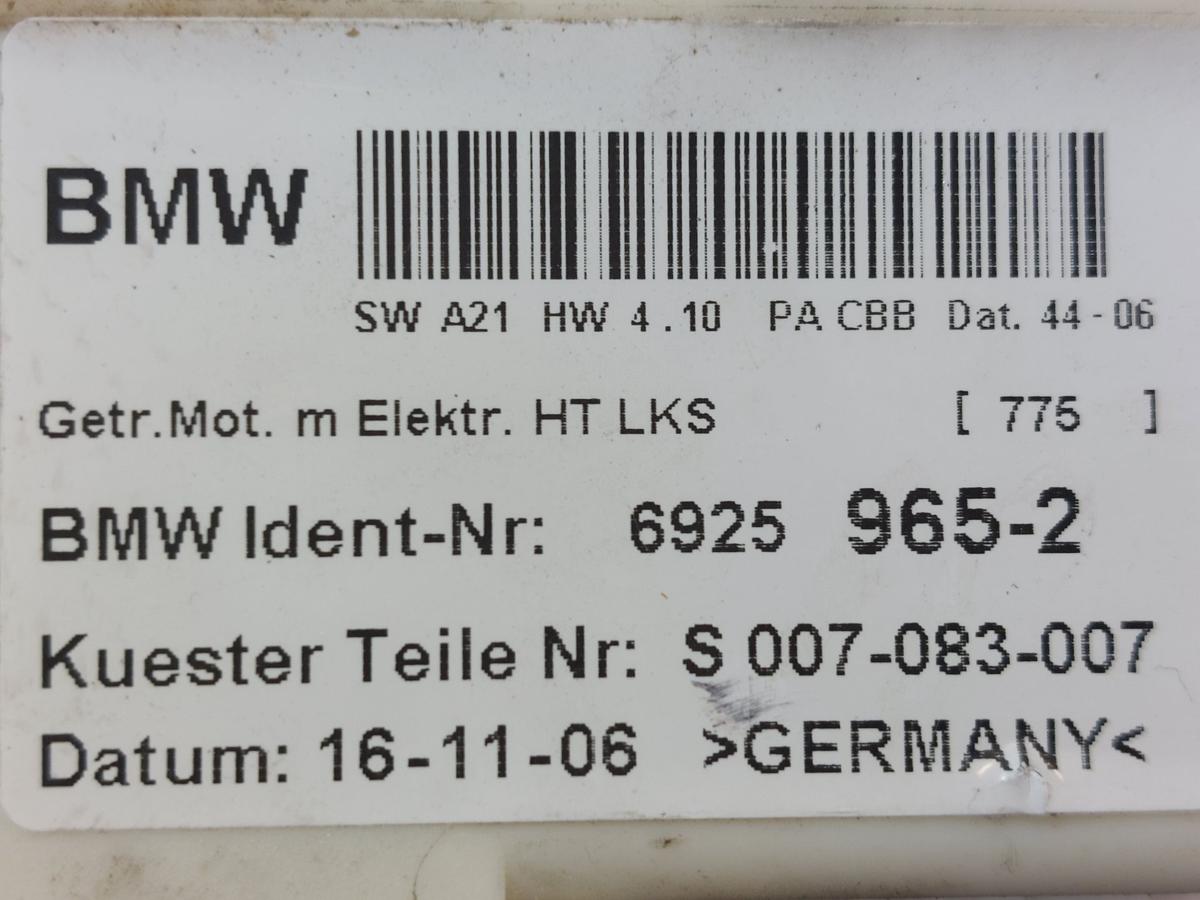 BMW
SW A21 HW 4.10 PA CBB Dat. 44-06
Getr.Mot. m Elektr. HT LKS [ 775 ]
BMW Ident-Nr: 6925 965-2
Kuester Teile Nr: S 007-083-007
Datum: 16-11-06 >GERMANY<